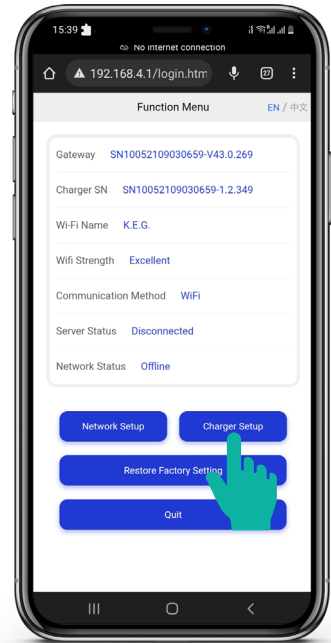 15:39
No internet connection
192.168.4.1/login.htm
27
Function Menu
EN / 中文
Gateway SN10052109030659-V43.0.269
Charger SN SN10052109030659-1.2.349
Wi-Fi Name K.E.G.
Wifi Strength Excellent
Communication Method WiFi
Server Status Disconnected
Network Status Offline
Network Setup
Charger Setup
Restore Factory Setting
Quit